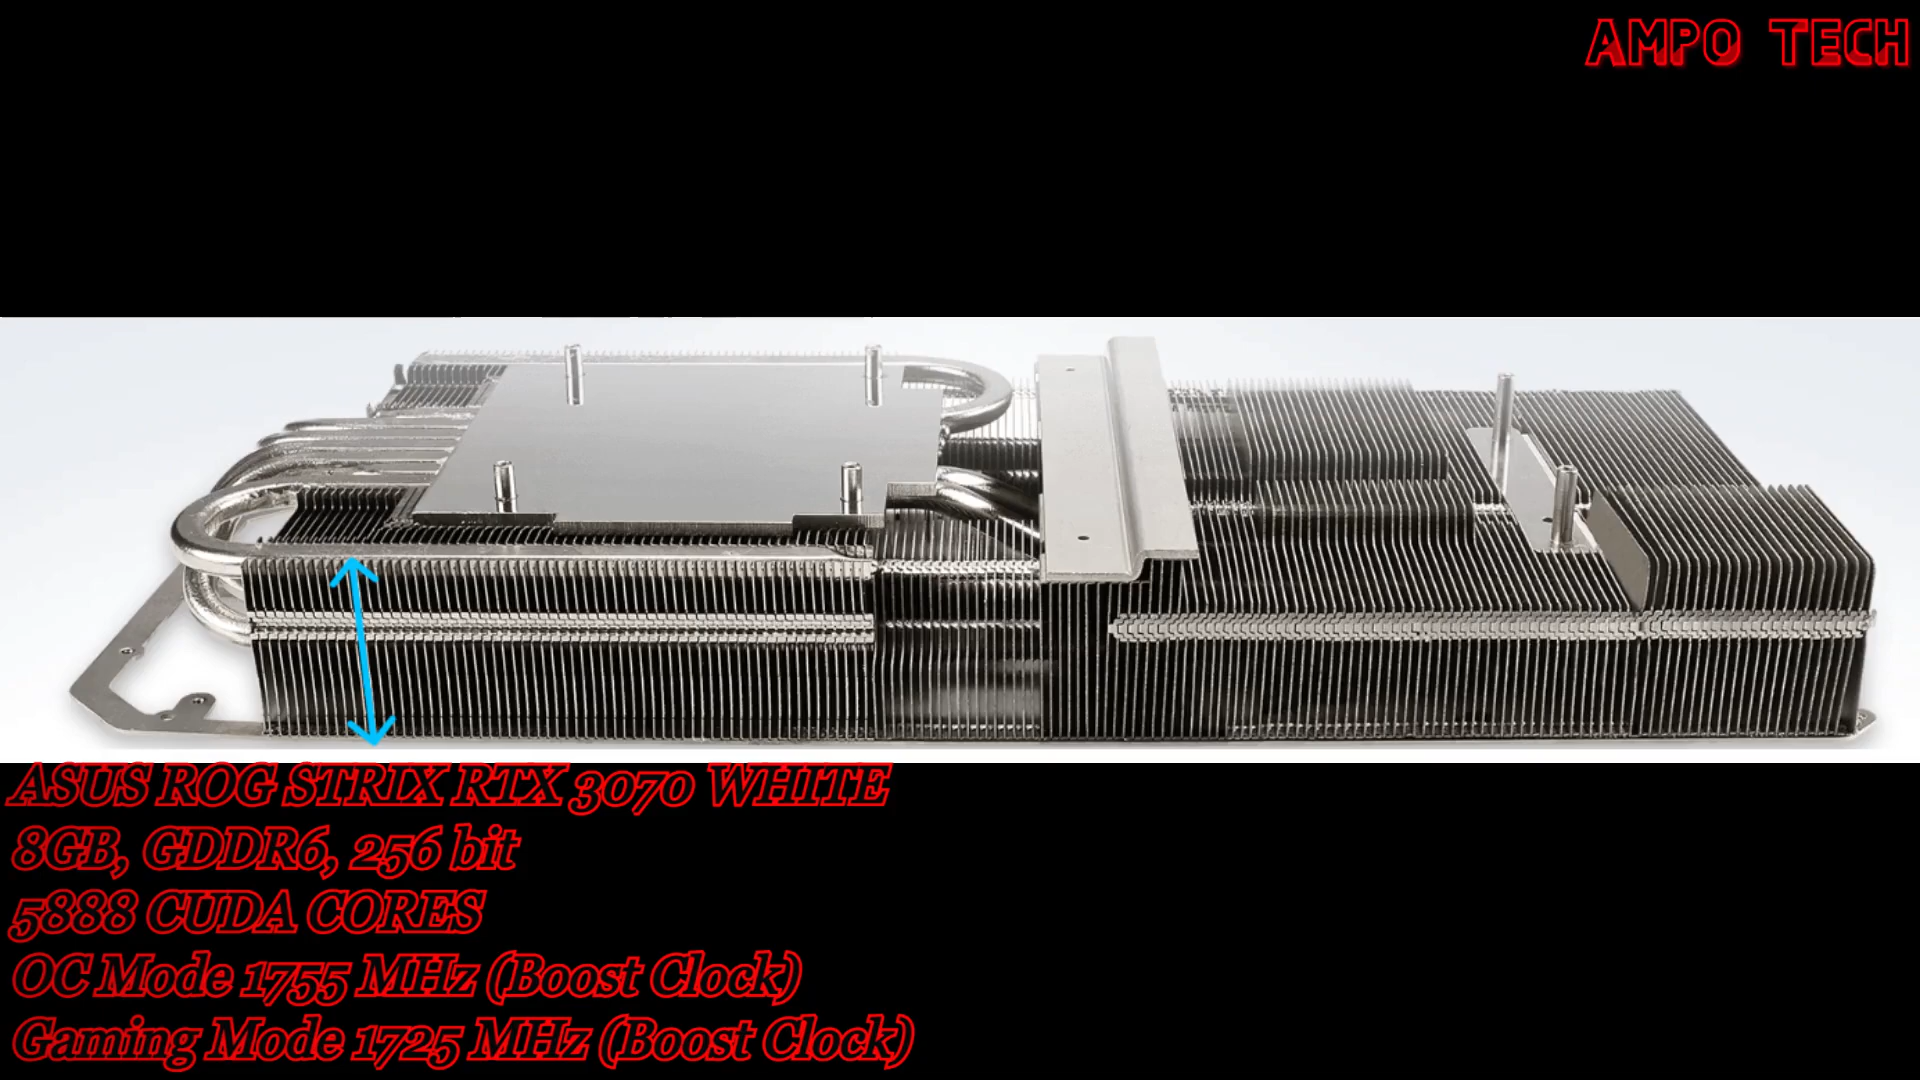 AMPO TECH
ASUS ROG STRIX RTX 3070 WHITE
8GB, GDDR6, 256 bit
5888 CUDA CORES
OC Mode 1755 MHz (Boost Clock)
Gaming Mode 1725 MHz (Boost Clock)